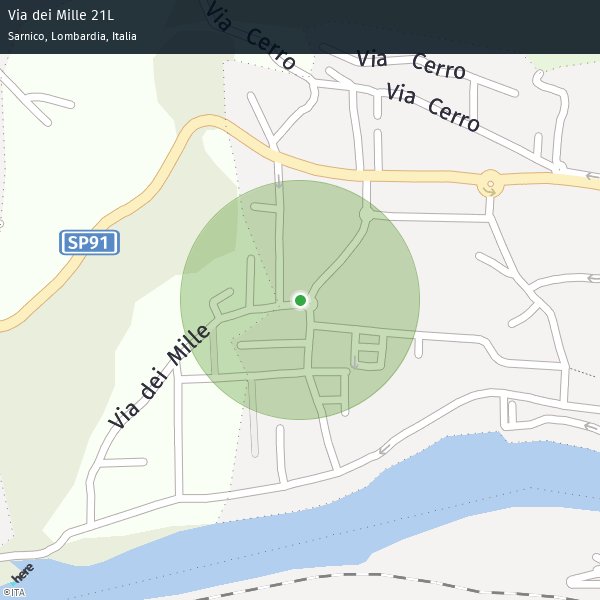 Via dei Mille 21L
Sarnico, Lombardia, Italia
Via Cerro
Via Cerro
Via Cerro
SP91
Via dei Mille
here
©ITA